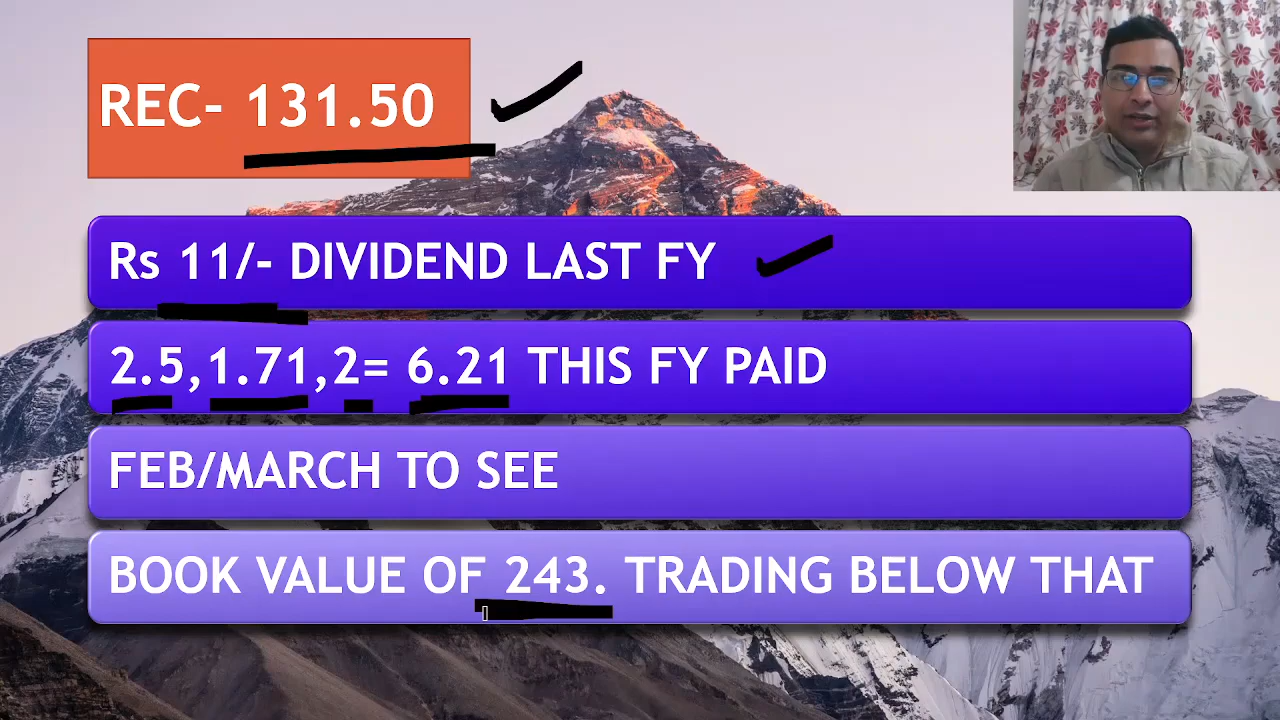 REC- 131.50
Rs 11/- DIVIDEND LAST FY
2.5,1.71,2= 6.21 THIS FY PAID
FEB/MARCH TO SEE
BOOK VALUE OF 243. TRADING BELOW THAT